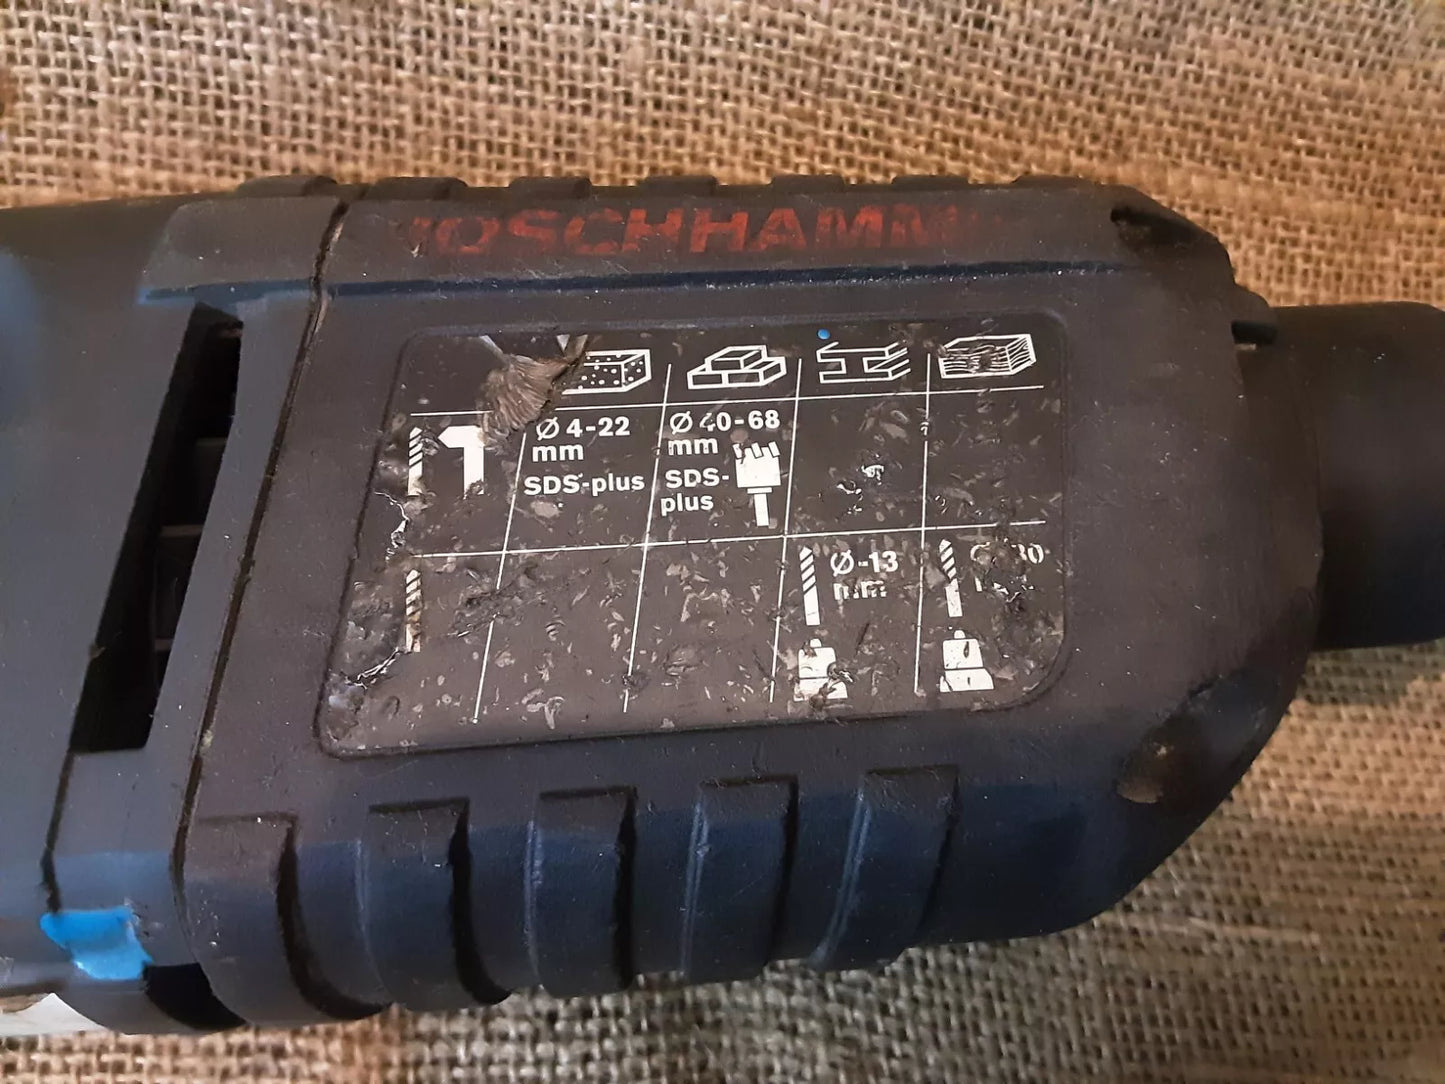 OSCHHAMM
Ø 4-22
mm
SDS-plus
Ø 40-68
mm
SDS-
plus
Ø-13
mm